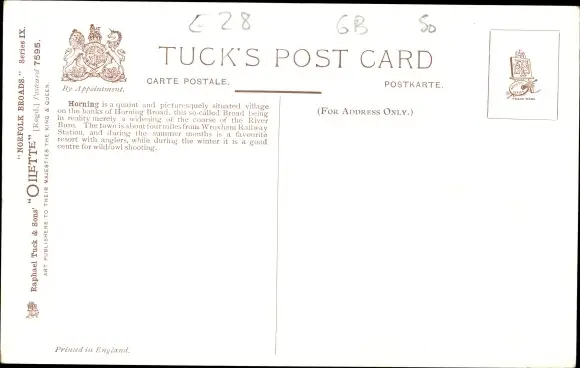 E 28 GB So
TUCK'S POST CARD
CARTE POSTALE. POSTKARTE.
By Appointment.
(FOR ADDRESS ONLY.)
Horning is a quaint and picturesquely situated village
on the banks of Horning Broad, this so-called Broad being
in reality merely a widening of the course of the River
Bure. The town is about four miles from Wroxham Railway
Station, and during the summer months is a favourite
resort with anglers, while during the winter it is a good
centre for wildfowl shooting.
TRADE MARK
"NORFOLK BROADS." Series IX.
Raphael Tuck & Sons' "OILETTE" [Regd.] Postcard 7595.
ART PUBLISHERS TO THEIR MAJESTIES THE KING & QUEEN.
Printed in England.